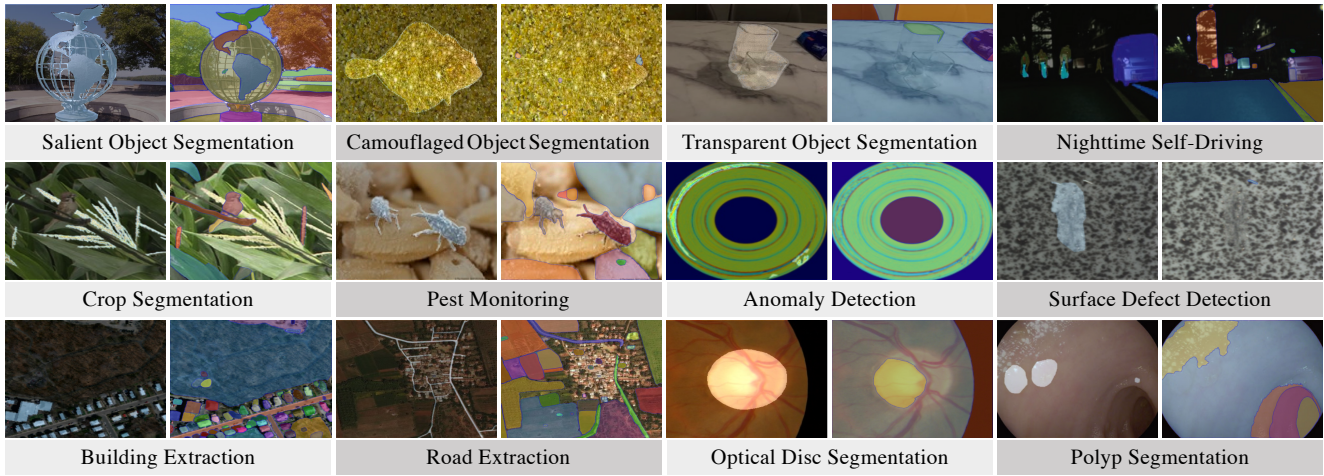 Salient Object Segmentation
Camouflaged Object Segmentation
Transparent Object Segmentation
Nighttime Self-Driving
Crop Segmentation
Pest Monitoring
Anomaly Detection
Surface Defect Detection
Building Extraction
Road Extraction
Optical Disc Segmentation
Polyp Segmentation